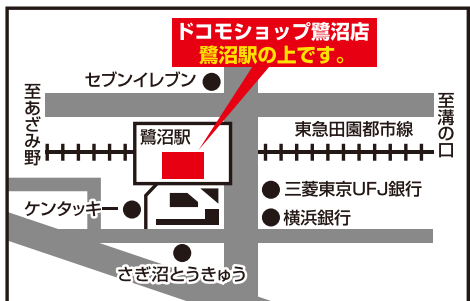 ドコモショップ鷺沼店
鷺沼駅の上です。
セブンイレブン
至あざみ野
至溝の口
鷺沼駅
東急田園都市線
ケンタッキー
三菱東京UFJ銀行
横浜銀行
さぎ沼とうきゅう